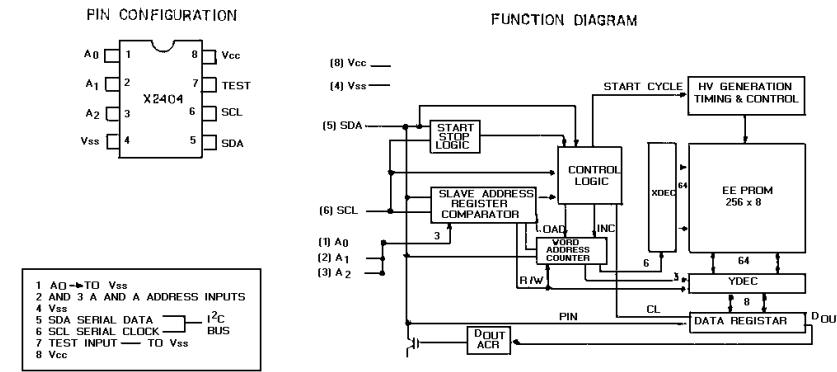 PIN CONFIGURATION
A0 1 8 Vcc
A1 2 7 TEST
X2404
A2 3 6 SCL
Vss 4 5 SDA
1 A0 TO Vss
2 AND 3 A AND A ADDRESS INPUTS
4 Vss
5 SDA SERIAL DATA I2C
6 SCL SERIAL CLOCK BUS
7 TEST INPUT TO Vss
8 Vcc
FUNCTION DIAGRAM
(8) Vcc
(4) Vss
(5) SDA
(6) SCL
(1) A0
(2) A1
(3) A2
START
STOP
LOGIC
SLAVE ADDRESS
REGISTER
COMPARATOR
3
CONTROL
LOGIC
START CYCLE
HV GENERATION
TIMING & CONTROL
XDEC
64
EE PROM
256 x 8
OAD
INC
WORD
ADDRESS
COUNTER
R/W
6
3
64
YDEC
8
CL
PIN
DATA REGISTAR
DOU
DOUT
ACR